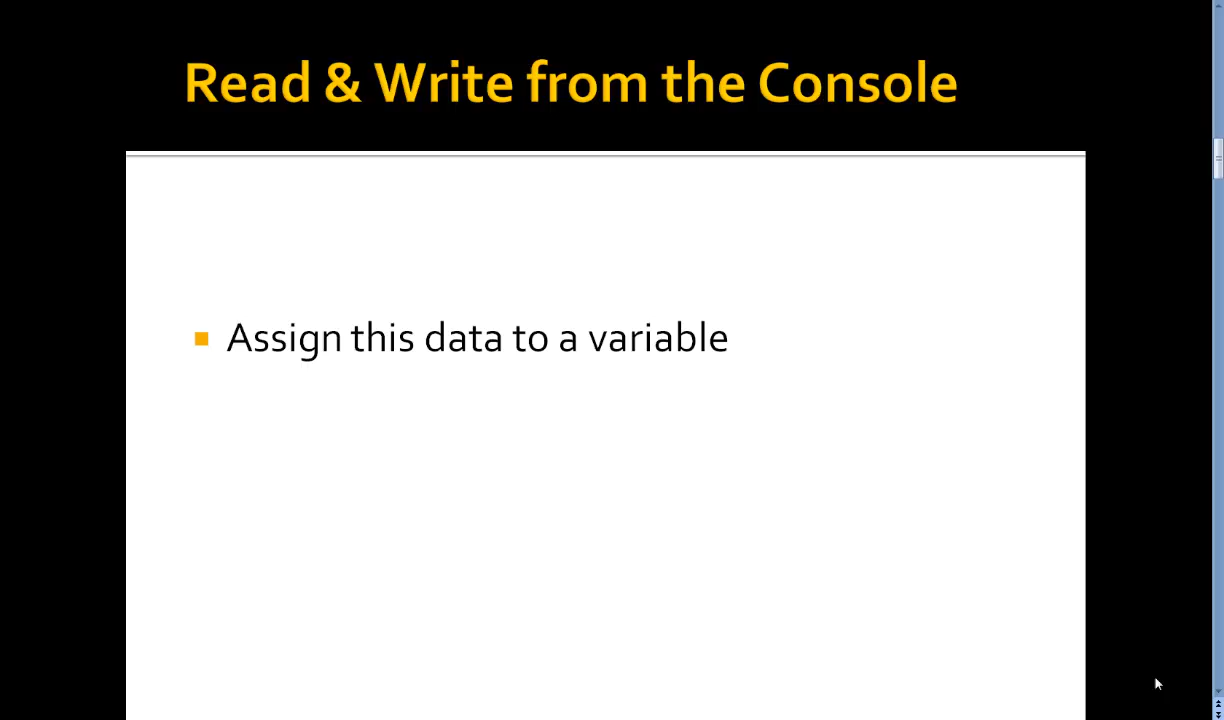 Read & Write from the Console
Assign this data to a variable